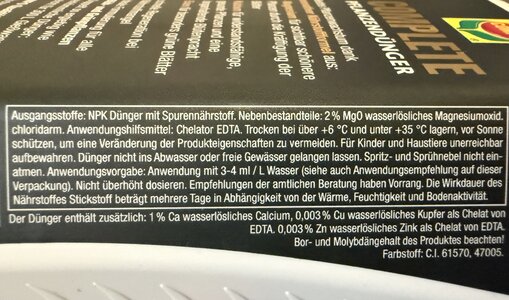 COMPLETE
PFLANZENDÜNGER
Ausgangsstoffe: NPK Dünger mit Spurennährstoff. Nebenbestandteile: 2 % MgO wasserlösliches Magnesiumoxid.
chloridarm. Anwendungshilfsmittel: Chelator EDTA. Trocken bei über +6 °C und unter +35 °C lagern, vor Sonne
schützen, um eine Veränderung der Produkteigenschaften zu vermeiden. Für Kinder und Haustiere unerreichbar
aufbewahren. Dünger nicht ins Abwasser oder freie Gewässer gelangen lassen. Spritz- und Sprühnebel nicht ein-
atmen. Anwendungsvorgabe: Anwendung mit 3-4 ml / L Wasser (siehe auch Anwendungsempfehlung auf dieser
Verpackung). Nicht überhöht dosieren. Empfehlungen der amtlichen Beratung haben Vorrang. Die Wirkdauer des
Nährstoffes Stickstoff beträgt mehrere Tage in Abhängigkeit von der Wärme, Feuchtigkeit und Bodenaktivität.
Der Dünger enthält zusätzlich: 1 % Ca wasserlösliches Calcium, 0,003 % Cu wasserlösliches Kupfer als Chelat von
EDTA. 0,003 % Zn wasserlösliches Zink als Chelat von EDTA.
Bor- und Molybdängehalt des Produktes beachten!
Farbstoff: C.I. 61570, 47005.